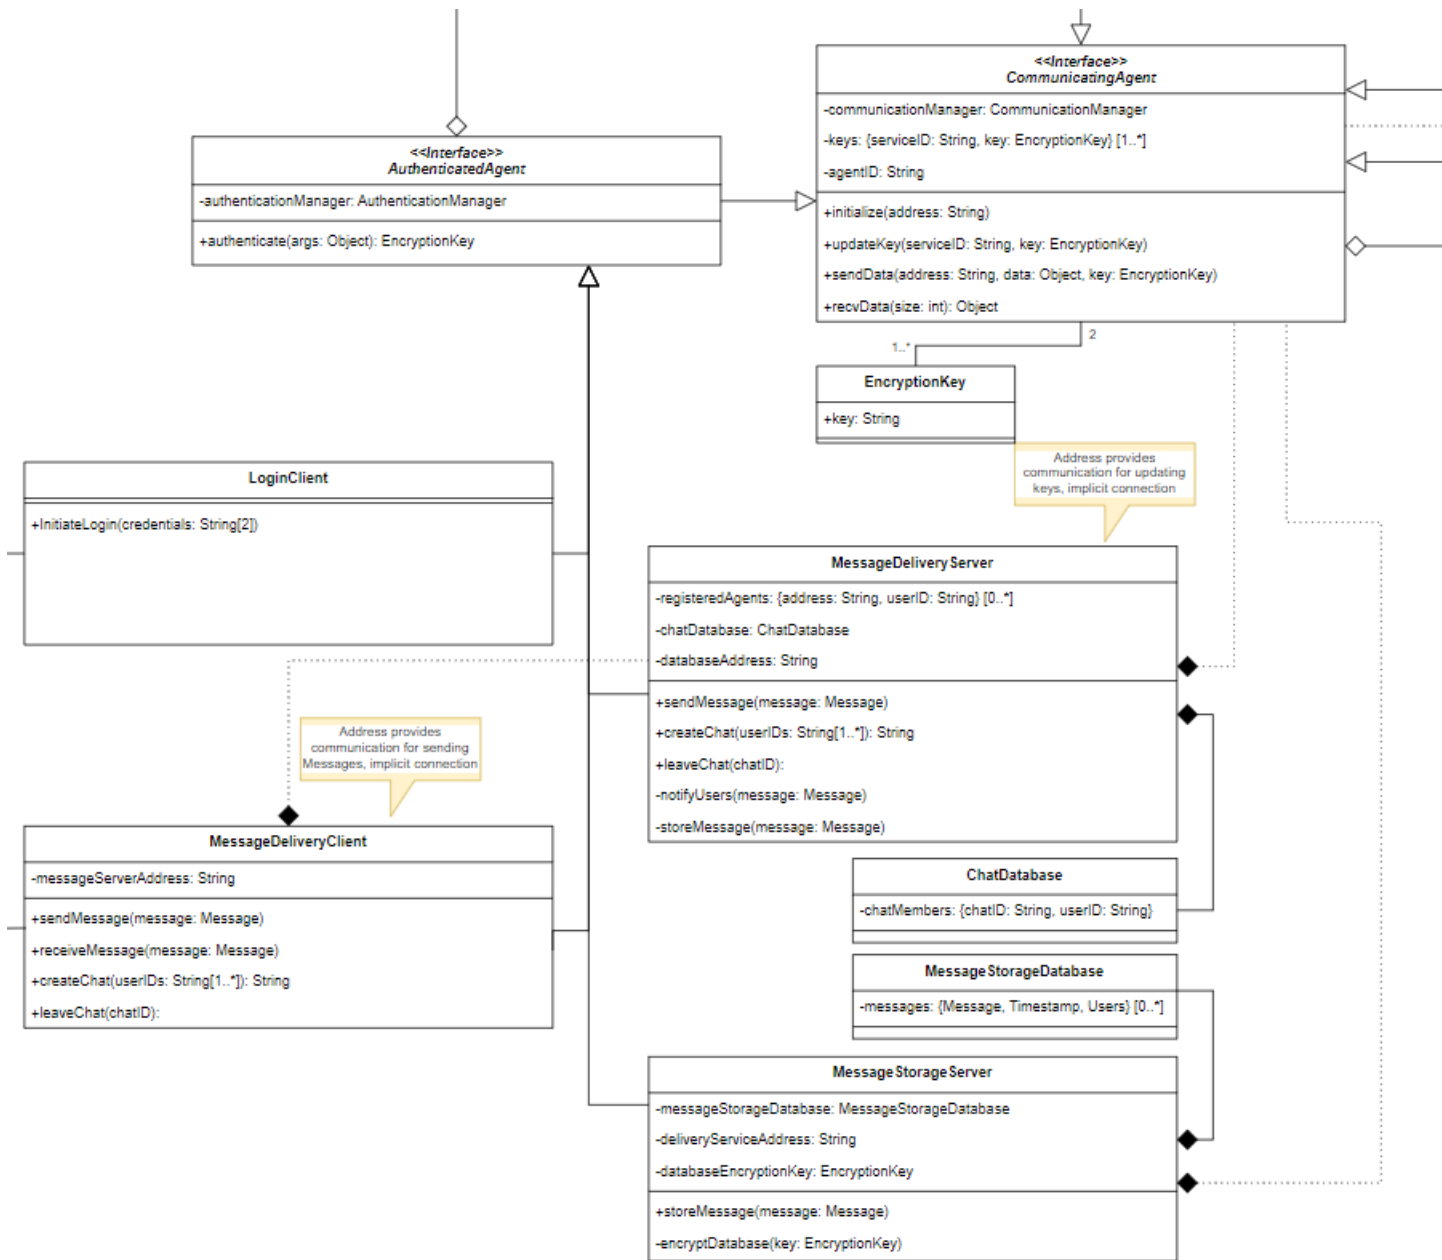 <<Interface>>
CommunicatingAgent
-communicationManager: CommunicationManager
-keys: {serviceID: String, key: EncryptionKey} [1..*]
-agentID: String
+initialize(address: String)
+updateKey(serviceID: String, key: EncryptionKey)
+sendData(address: String, data: Object, key: EncryptionKey)
+recvData(size: int): Object
<<Interface>>
AuthenticatedAgent
-authenticationManager: AuthenticationManager
+authenticate(args: Object): EncryptionKey
2
1..*
EncryptionKey
+key: String
Address provides
communication for updating
keys, implicit connection
LoginClient
+InitiateLogin(credentials: String[2])
MessageDeliveryServer
-registeredAgents: {address: String, userID: String} [0..*]
-chatDatabase: ChatDatabase
-databaseAddress: String
+sendMessage(message: Message)
+createChat(userIDs: String[1..*]): String
+leaveChat(chatID):
-notifyUsers(message: Message)
-storeMessage(message: Message)
Address provides
communication for sending
Messages, implicit connection
MessageDeliveryClient
-messageServerAddress: String
+sendMessage(message: Message)
+receiveMessage(message: Message)
+createChat(userIDs: String[1..*]): String
+leaveChat(chatID):
ChatDatabase
-chatMembers: {chatID: String, userID: String}
MessageStorageDatabase
-messages: {Message, Timestamp, Users} [0..*]
MessageStorageServer
-messageStorageDatabase: MessageStorageDatabase
-deliveryServiceAddress: String
-databaseEncryptionKey: EncryptionKey
+storeMessage(message: Message)
-encryptDatabase(key: EncryptionKey)